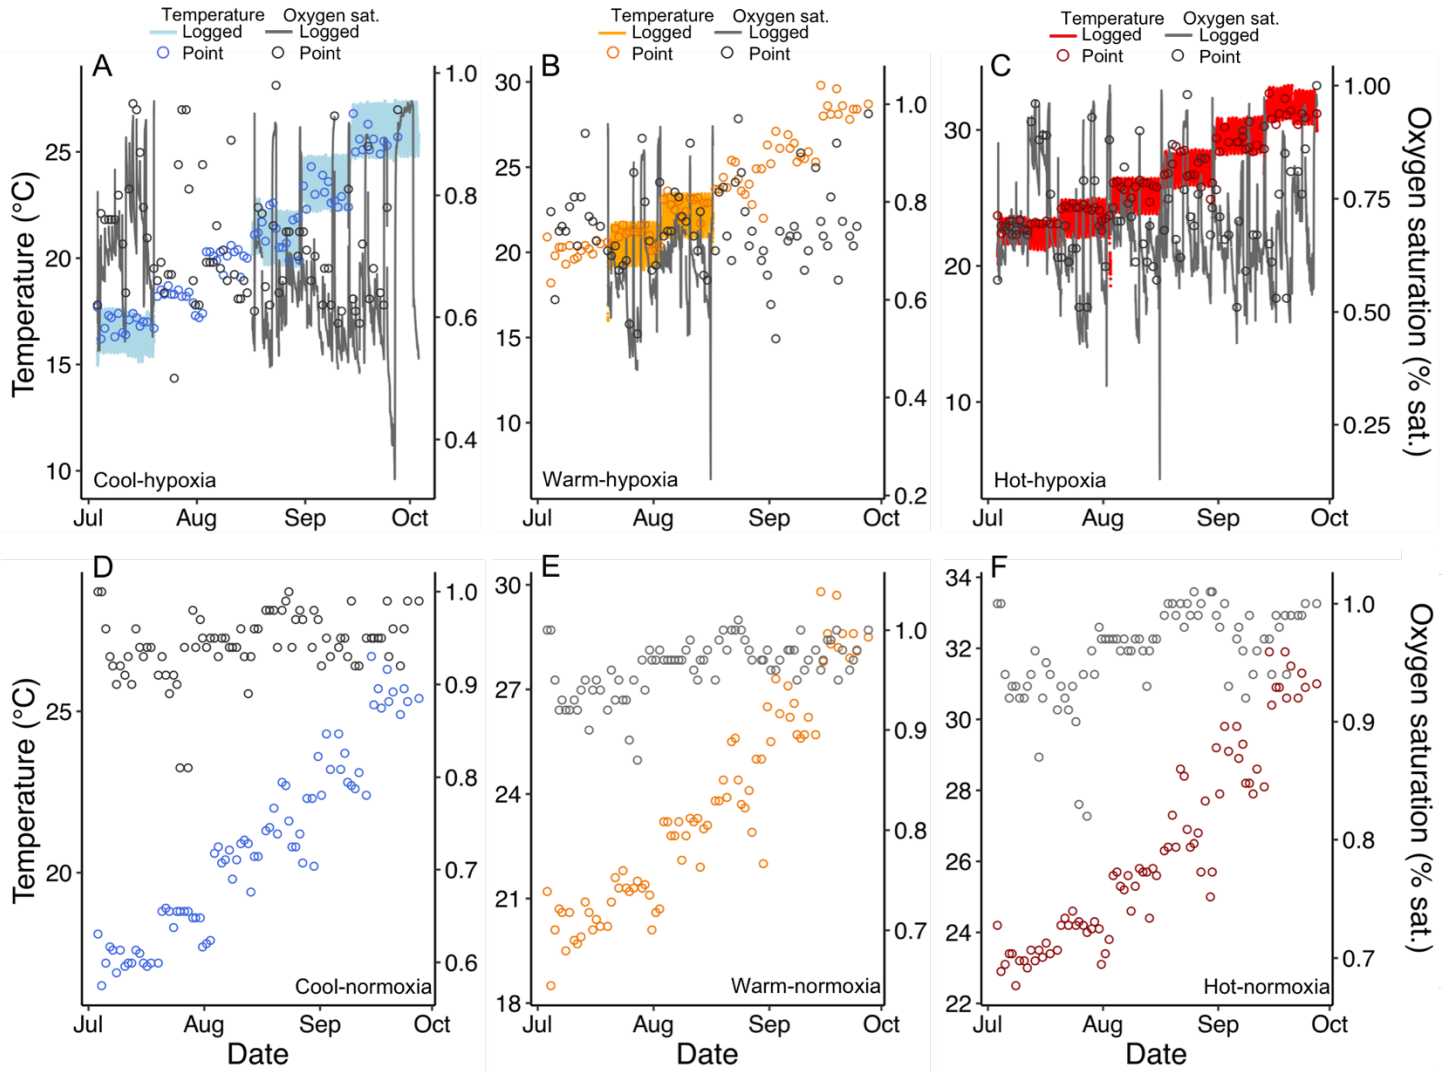 Temperature Oxygen sat.
Logged Logged
Point Point
Temperature Oxygen sat.
Logged Logged
Point Point
Temperature Oxygen sat.
Logged Logged
Point Point
A
Temperature (°C)
25
20
15
10
1.0
0.8
0.6
0.4
Cool-hypoxia
Jul Aug Sep Oct
B
30
25
20
15
10
1.0
0.8
0.6
0.4
0.2
Warm-hypoxia
Jul Aug Sep Oct
C
30
20
10
1.00
0.75
0.50
0.25
Oxygen saturation (% sat.)
Hot-hypoxia
Jul Aug Sep Oct
D
Temperature (°C)
25
20
1.0
0.9
0.8
0.7
0.6
Cool-normoxia
Jul Aug Sep Oct
Date
E
30
27
24
21
18
1.0
0.9
0.8
0.7
Warm-normoxia
Jul Aug Sep Oct
Date
F
34
32
30
28
26
24
22
1.0
0.9
0.8
0.7
Oxygen saturation (% sat.)
Hot-normoxia
Jul Aug Sep Oct
Date